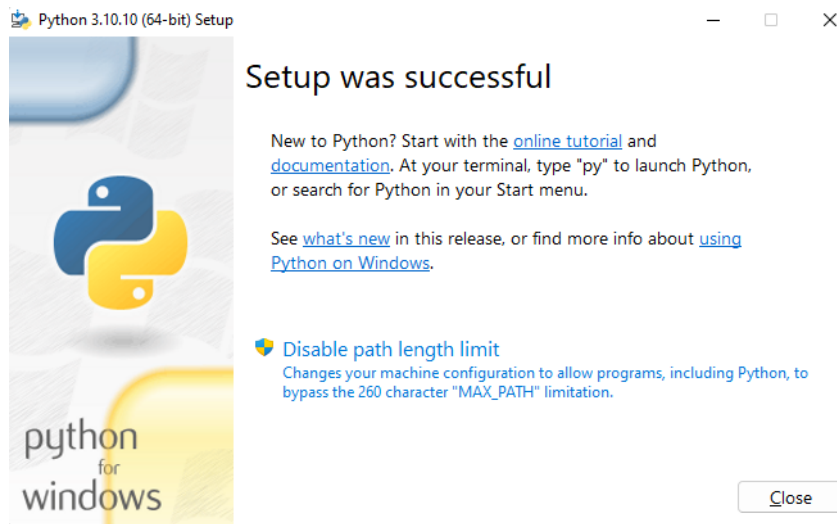 Python 3.10.10 (64-bit) Setup
Setup was successful
New to Python? Start with the online tutorial and
documentation. At your terminal, type "py" to launch Python,
or search for Python in your Start menu.
See what's new in this release, or find more info about using
Python on Windows.
Disable path length limit
Changes your machine configuration to allow programs, including Python, to
bypass the 260 character "MAX_PATH" limitation.
python
for
windows
Close